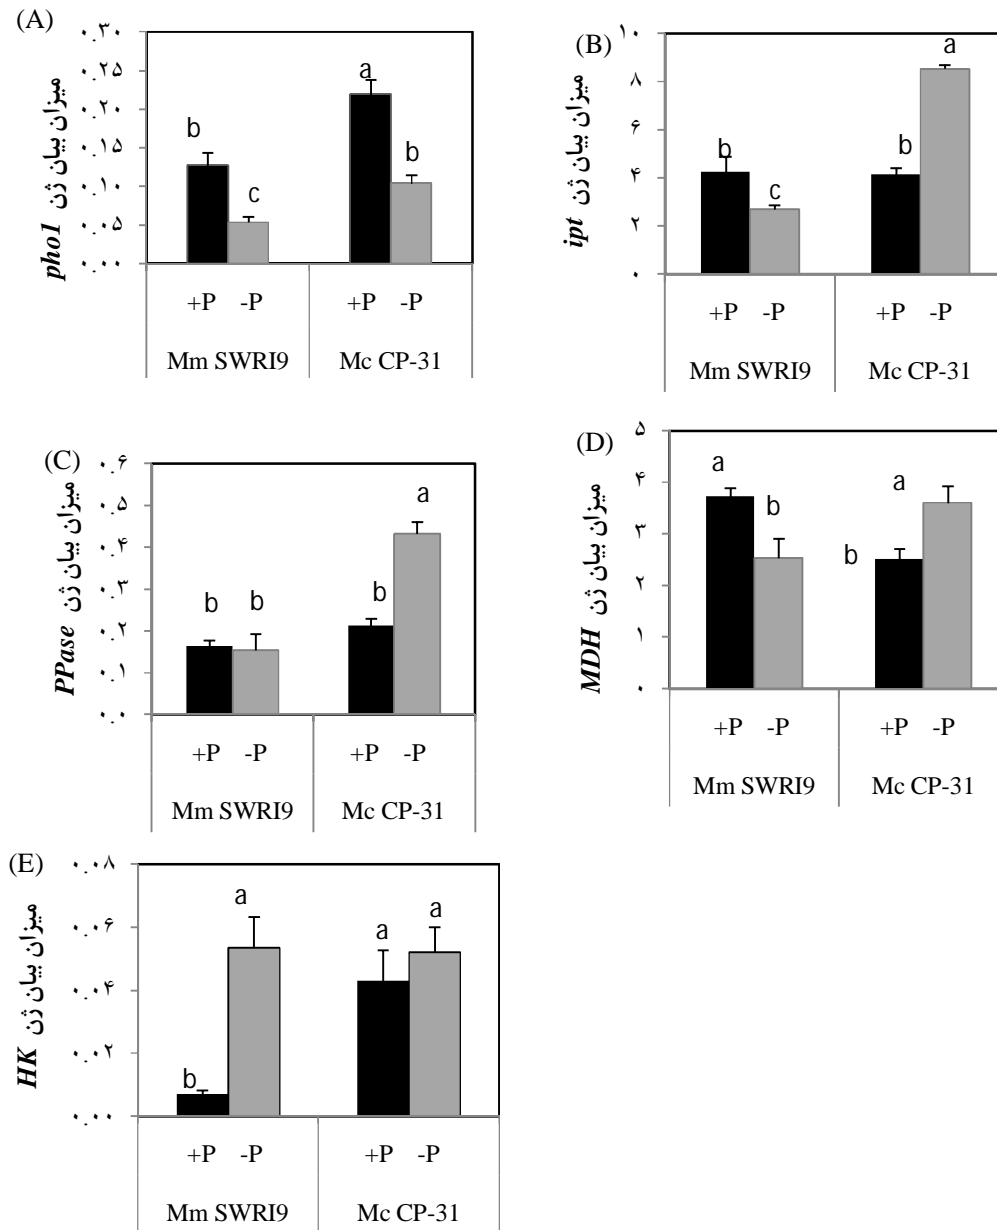 (A)
میزان بیان ژن pho1
۰.۳۰
۰.۲۵
۰.۲۰
۰.۱۵
۰.۱۰
۰.۰۵
۰.۰۰
b
c
a
b
+P -P +P -P
Mm SWRI9 Mc CP-31
(B)
میزان بیان ژن ipt
۱۰
۸
۶
۴
۲
۰
b
c
b
a
+P -P +P -P
Mm SWRI9 Mc CP-31
(C)
میزان بیان ژن PPase
۰.۶
۰.۵
۰.۴
۰.۳
۰.۲
۰.۱
۰.۰
b
b
b
a
+P -P +P -P
Mm SWRI9 Mc CP-31
(D)
میزان بیان ژن MDH
۵
۴
۳
۲
۱
۰
a
b
b
a
+P -P +P -P
Mm SWRI9 Mc CP-31
(E)
میزان بیان ژن HK
۰.۰۸
۰.۰۶
۰.۰۴
۰.۰۲
۰.۰۰
b
a
a
a
+P -P +P -P
Mm SWRI9 Mc CP-31